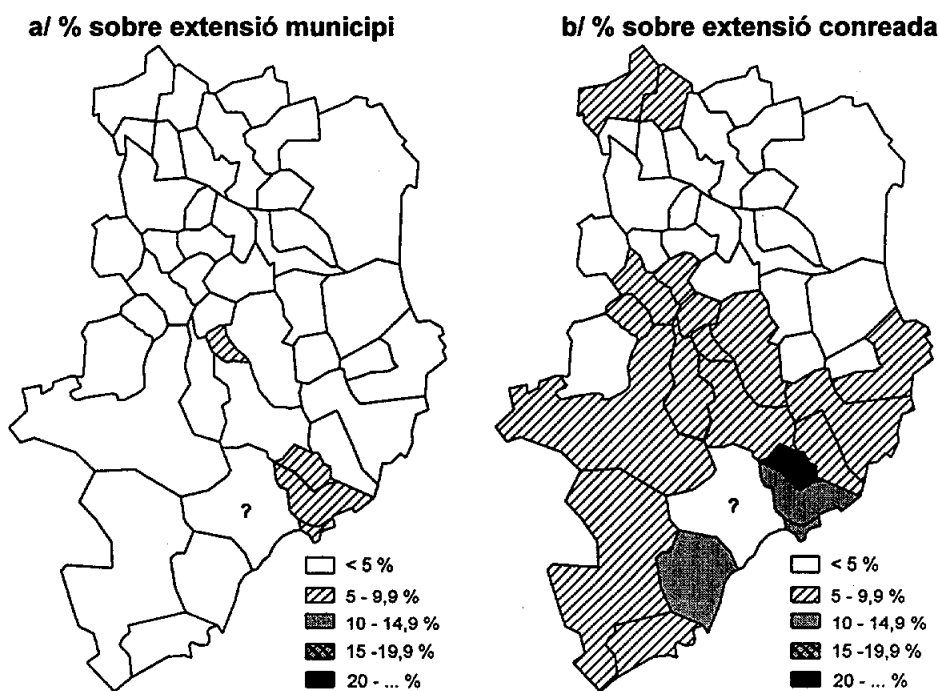 a/ % sobre extensió municipi
b/ % sobre extensió conreada
?
< 5 %
5 - 9,9 %
10 - 14,9 %
15 -19,9 %
20 - ... %
?
< 5 %
5 - 9,9 %
10 - 14,9 %
15 -19,9 %
20 - ... %